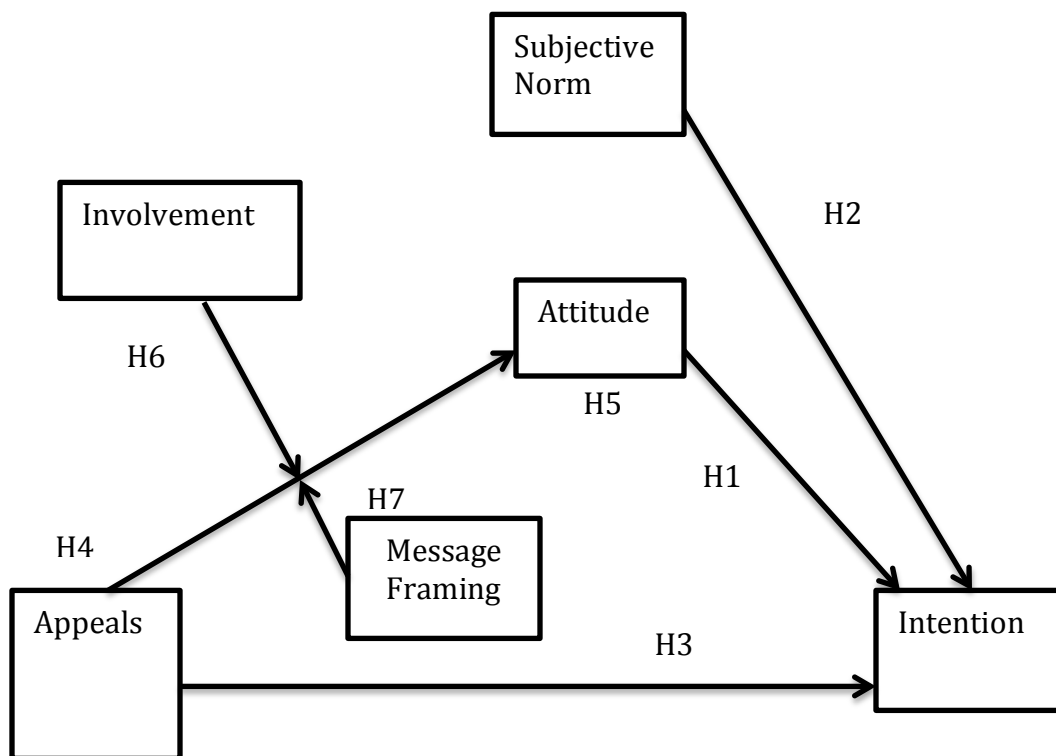 Subjective
Norm
Involvement
H2
Attitude
H6
H5
H1
H7
Message
Framing
H4
Appeals
Intention
H3